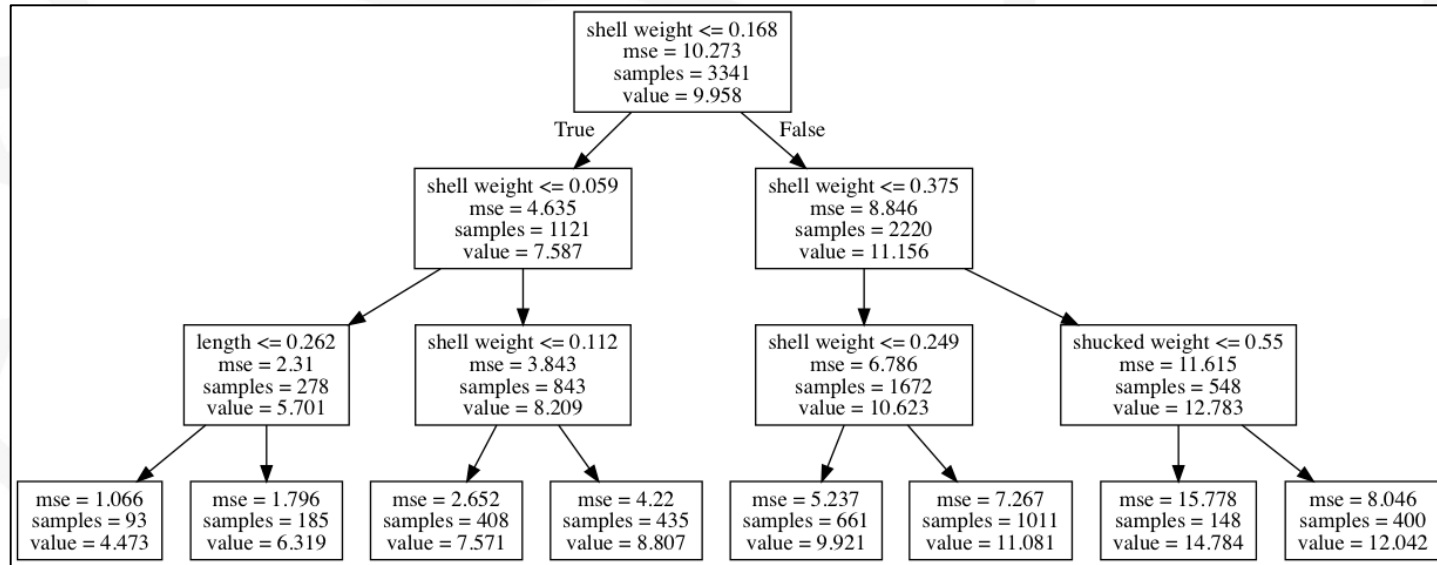 shell weight <= 0.168
mse = 10.273
samples = 3341
value = 9.958
True
False
shell weight <= 0.059
mse = 4.635
samples = 1121
value = 7.587
shell weight <= 0.375
mse = 8.846
samples = 2220
value = 11.156
length <= 0.262
mse = 2.31
samples = 278
value = 5.701
shell weight <= 0.112
mse = 3.843
samples = 843
value = 8.209
shell weight <= 0.249
mse = 6.786
samples = 1672
value = 10.623
shucked weight <= 0.55
mse = 11.615
samples = 548
value = 12.783
mse = 1.066
samples = 93
value = 4.473
mse = 1.796
samples = 185
value = 6.319
mse = 2.652
samples = 408
value = 7.571
mse = 4.22
samples = 435
value = 8.807
mse = 5.237
samples = 661
value = 9.921
mse = 7.267
samples = 1011
value = 11.081
mse = 15.778
samples = 148
value = 14.784
mse = 8.046
samples = 400
value = 12.042